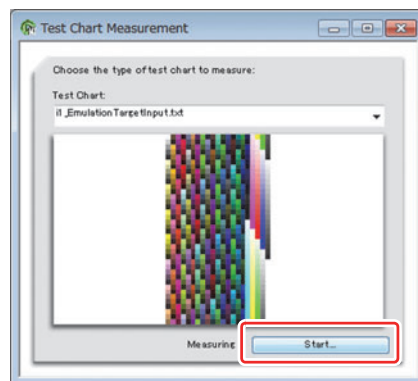 Test Chart Measurement
Choose the type of test chart to measure:
Test Chart:
i1_EmulationTargetInput.txt
Measuring
Start...